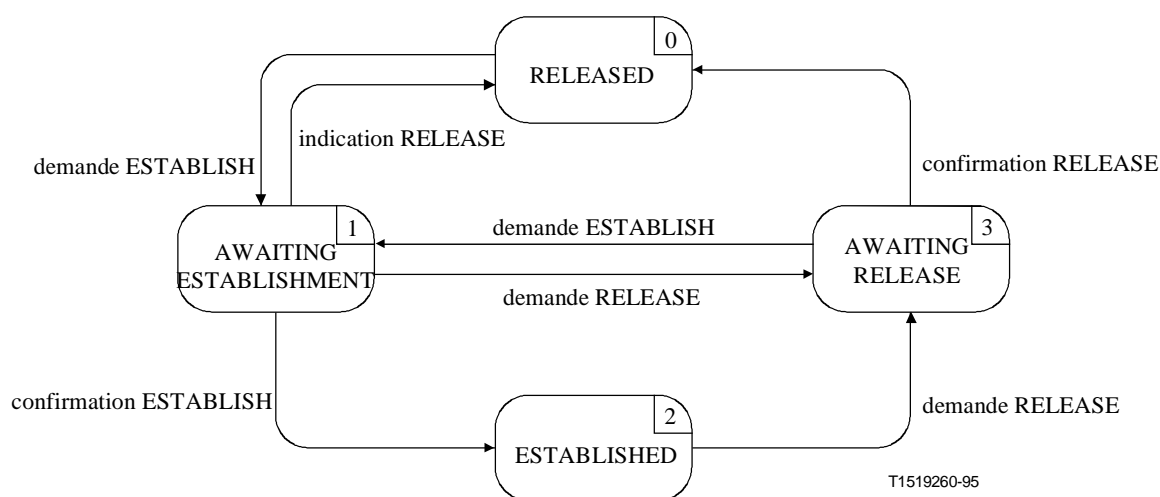 0
RELEASED
indication RELEASE
demande ESTABLISH
confirmation RELEASE
1
AWAITING
ESTABLISHMENT
demande ESTABLISH
demande RELEASE
3
AWAITING
RELEASE
confirmation ESTABLISH
2
ESTABLISHED
demande RELEASE
T1519260-95